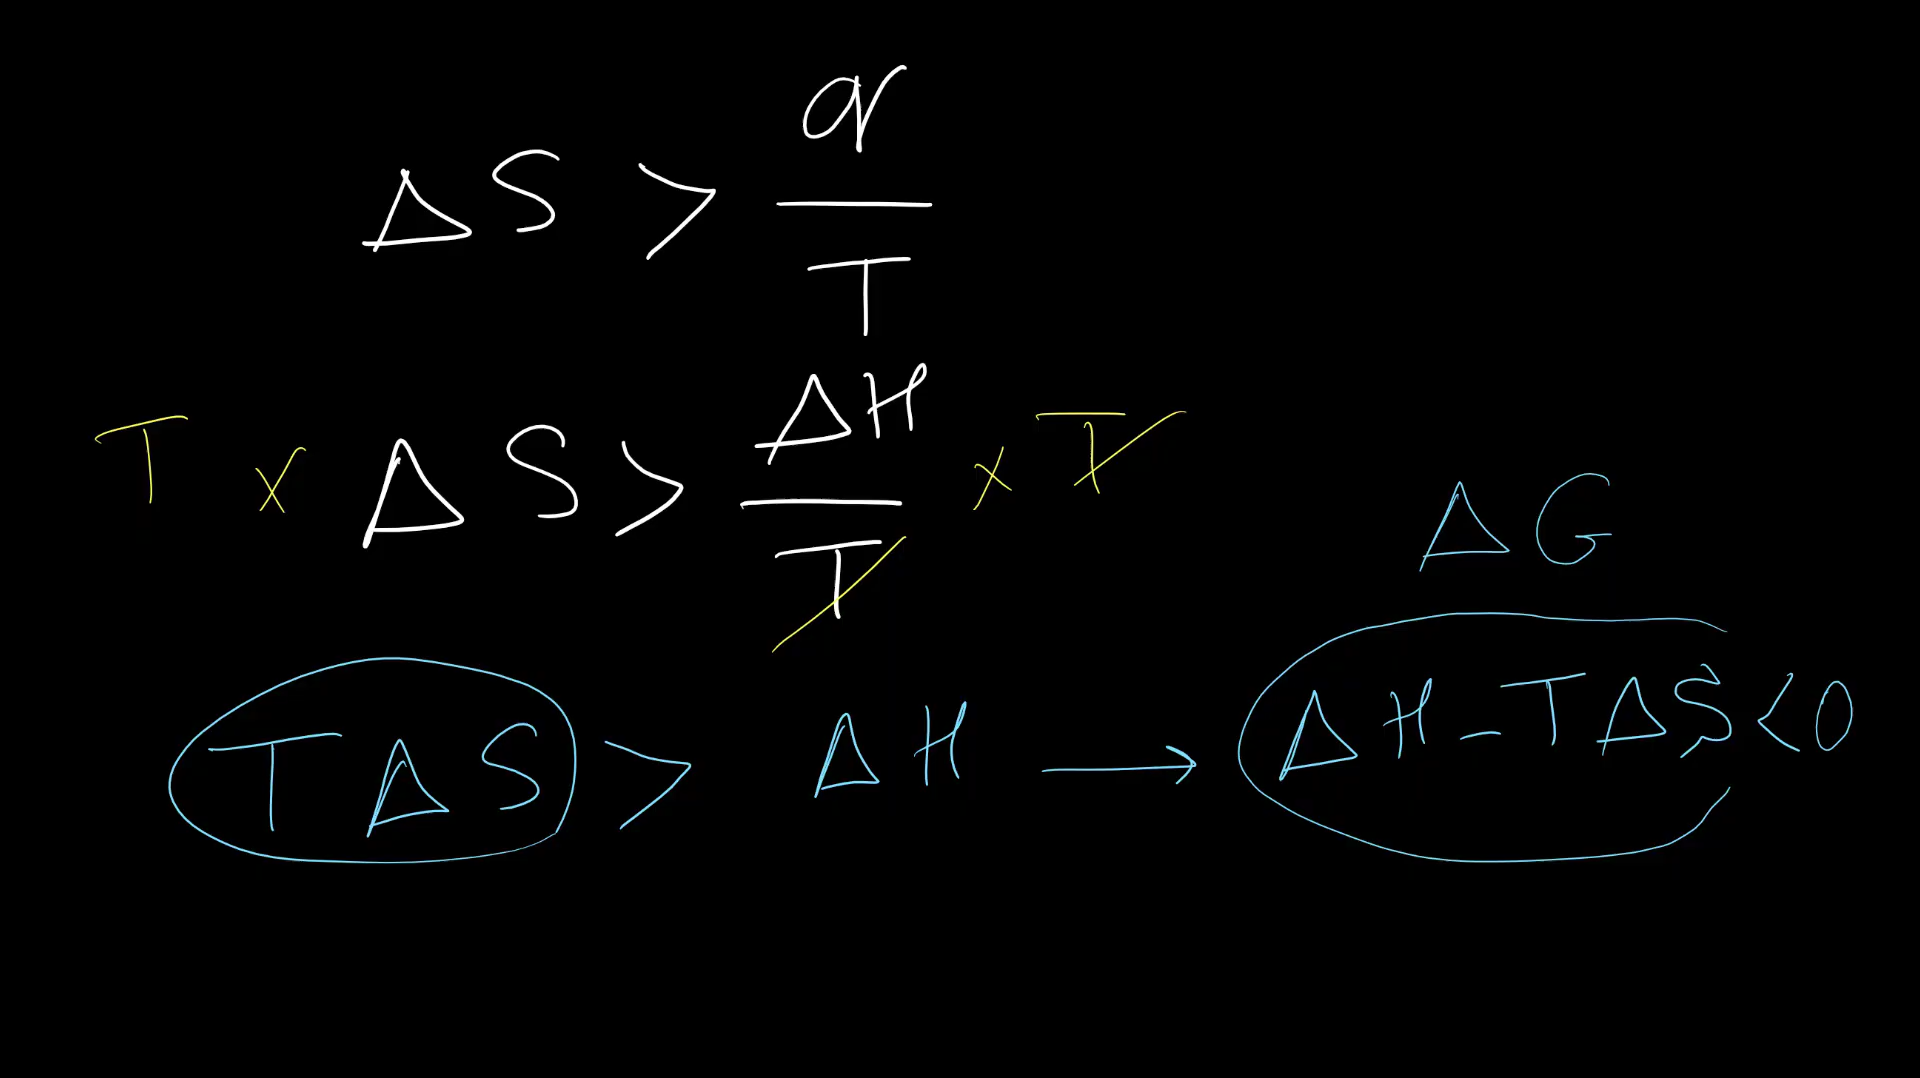 ΔS > q/T
T x ΔS > ΔH/T x T
ΔG
TΔS > ΔH → ΔH - TΔS < 0